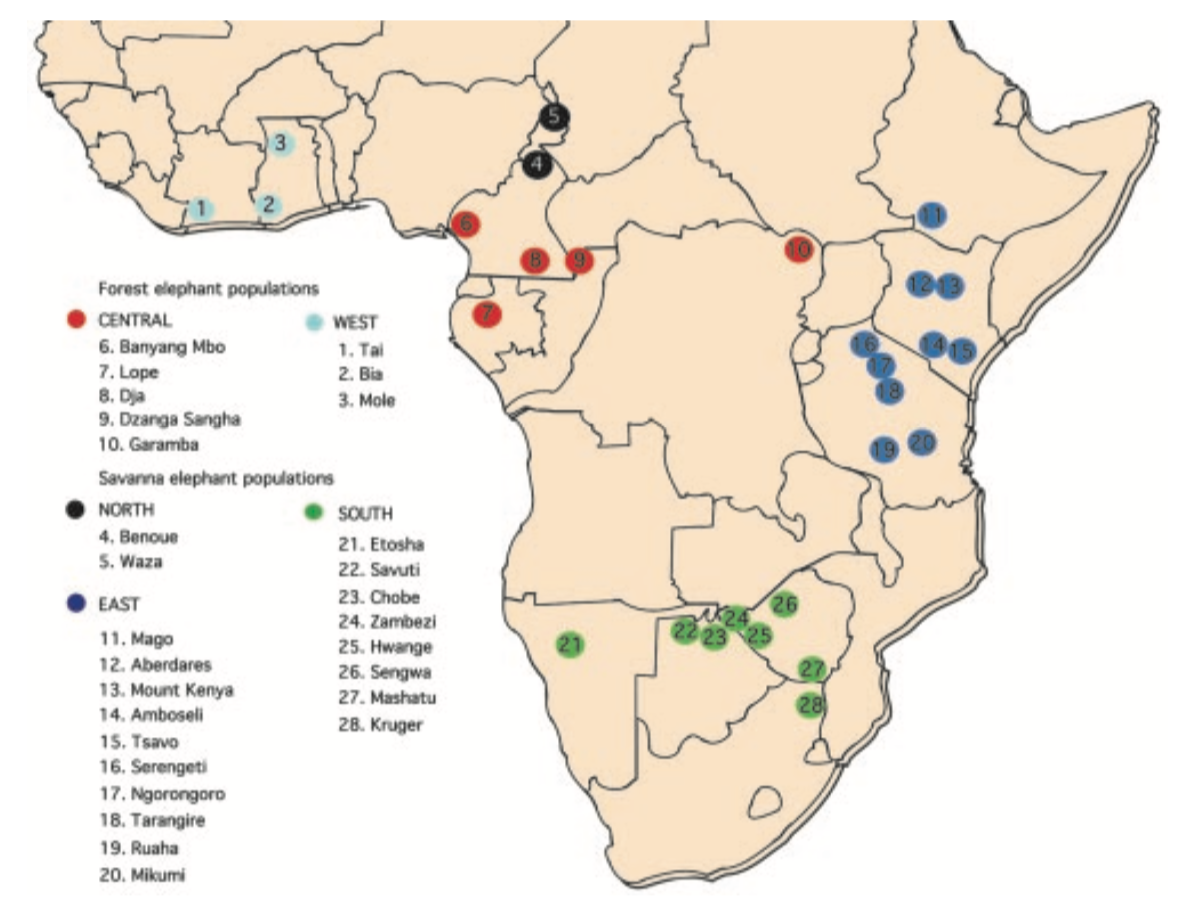 5
3
4
1
2
11
6
10
8
9
12
13
7
16
14
15
17
18
19
20
26
24
22
23
25
21
27
28
Forest elephant populations
CENTRAL
6. Banyang Mbo
7. Lope
8. Dja
9. Dzanga Sangha
10. Garamba
WEST
1. Tai
2. Bia
3. Mole
Savanna elephant populations
NORTH
4. Benoue
5. Waza
EAST
11. Mago
12. Aberdares
13. Mount Kenya
14. Amboseli
15. Tsavo
16. Serengeti
17. Ngorongoro
18. Tarangire
19. Ruaha
20. Mikumi
SOUTH
21. Etosha
22. Savuti
23. Chobe
24. Zambezi
25. Hwange
26. Sengwa
27. Mashatu
28. Kruger